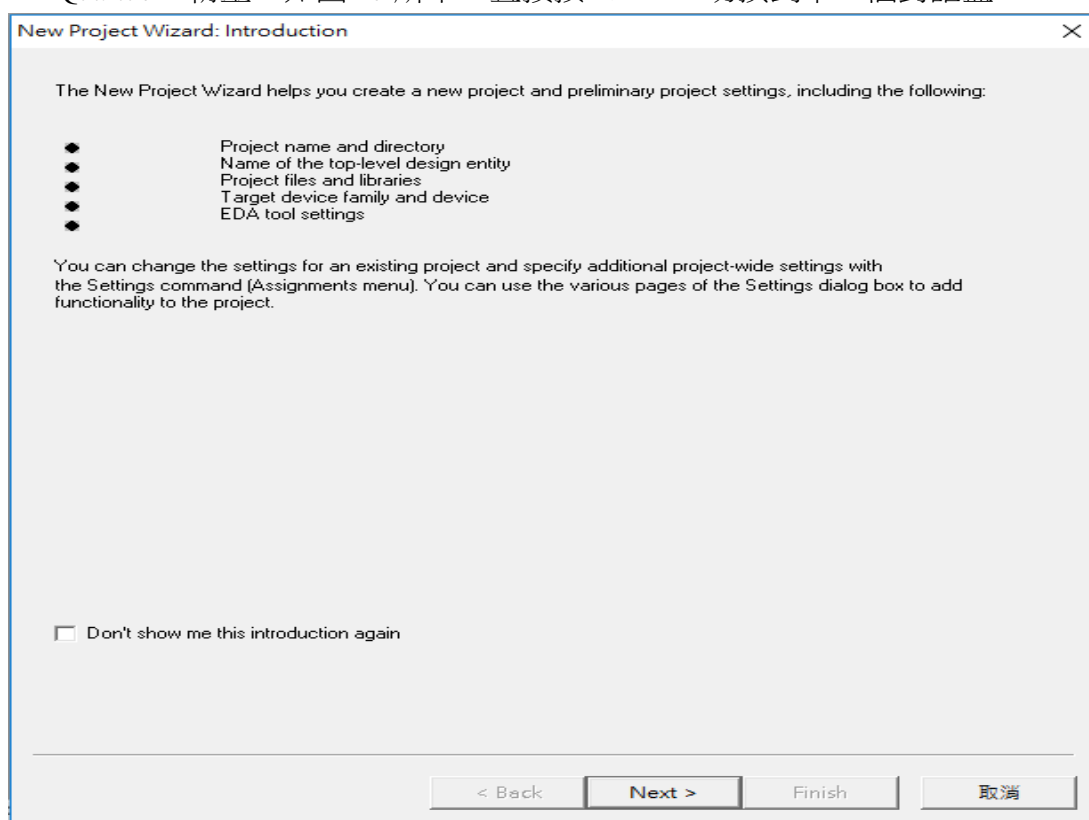 New Project Wizard: Introduction
The New Project Wizard helps you create a new project and preliminary project settings, including the following:
Project name and directory
Name of the top-level design entity
Project files and libraries
Target device family and device
EDA tool settings
You can change the settings for an existing project and specify additional project-wide settings with
the Settings command (Assignments menu). You can use the various pages of the Settings dialog box to add
functionality to the project.
Don't show me this introduction again
< Back Next > Finish 取消